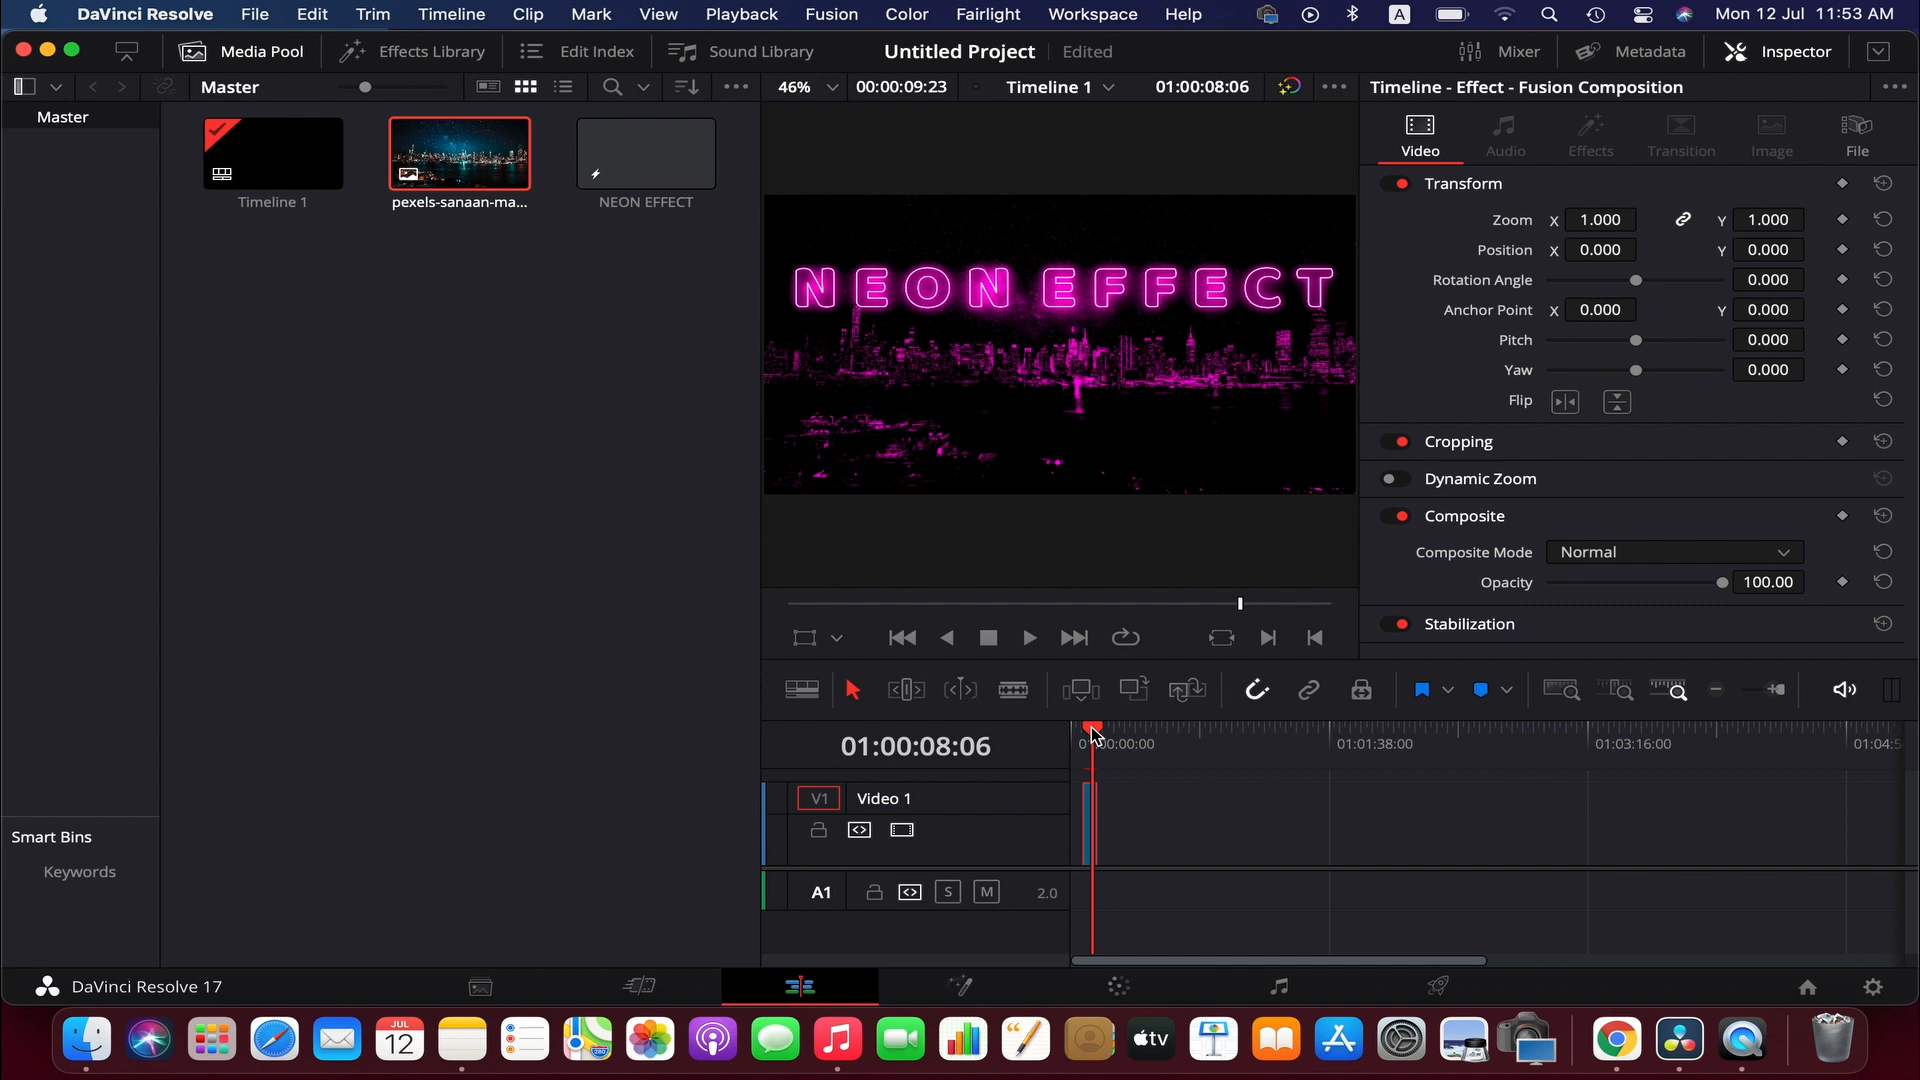 DaVinci Resolve File Edit Trim Timeline Clip Mark View Playback Fusion Color Fairlight Workspace Help A Mon 12 Jul 11:53 AM
Media Pool Effects Library Edit Index Sound Library Untitled Project Edited Mixer Metadata Inspector
Master 46% 00:00:09:23 Timeline 1 01:00:08:06 Timeline - Effect - Fusion Composition
Master
Timeline 1 pexels-sanaan-ma... NEON EFFECT
Video Audio Effects Transition Image File
Transform
Zoom X 1.000 Y 1.000
Position X 0.000 Y 0.000
Rotation Angle 0.000
Anchor Point X 0.000 Y 0.000
Pitch 0.000
Yaw 0.000
Flip
Cropping
Dynamic Zoom
Composite
Composite Mode Normal
Opacity 100.00
Stabilization
NEON EFFECT
01:00:08:06
01:01:38:00 01:03:16:00 01:04:5
V1 Video 1
A1 S M 2.0
Smart Bins
Keywords
DaVinci Resolve 17
JUL
12
280
tv